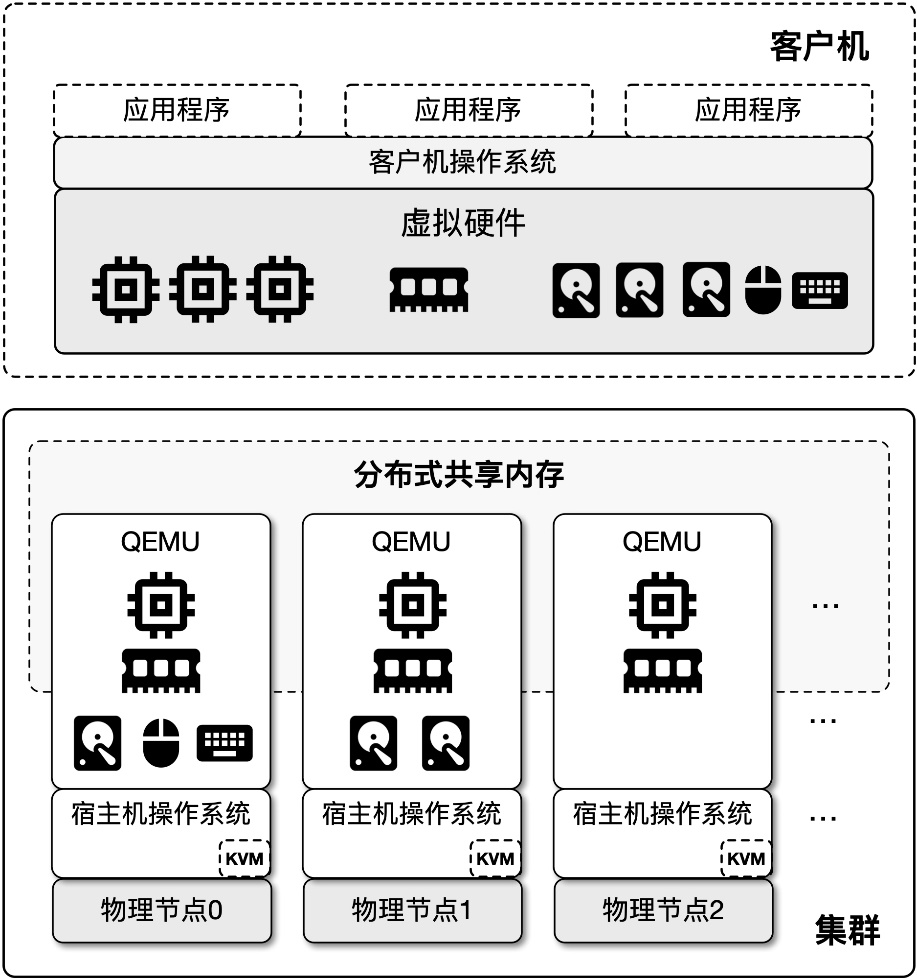 客户机
应用程序 应用程序 应用程序
客户机操作系统
虚拟硬件
分布式共享内存
QEMU QEMU QEMU
...
...
宿主机操作系统 宿主机操作系统 宿主机操作系统 ...
KVM KVM KVM
物理节点0 物理节点1 物理节点2
集群